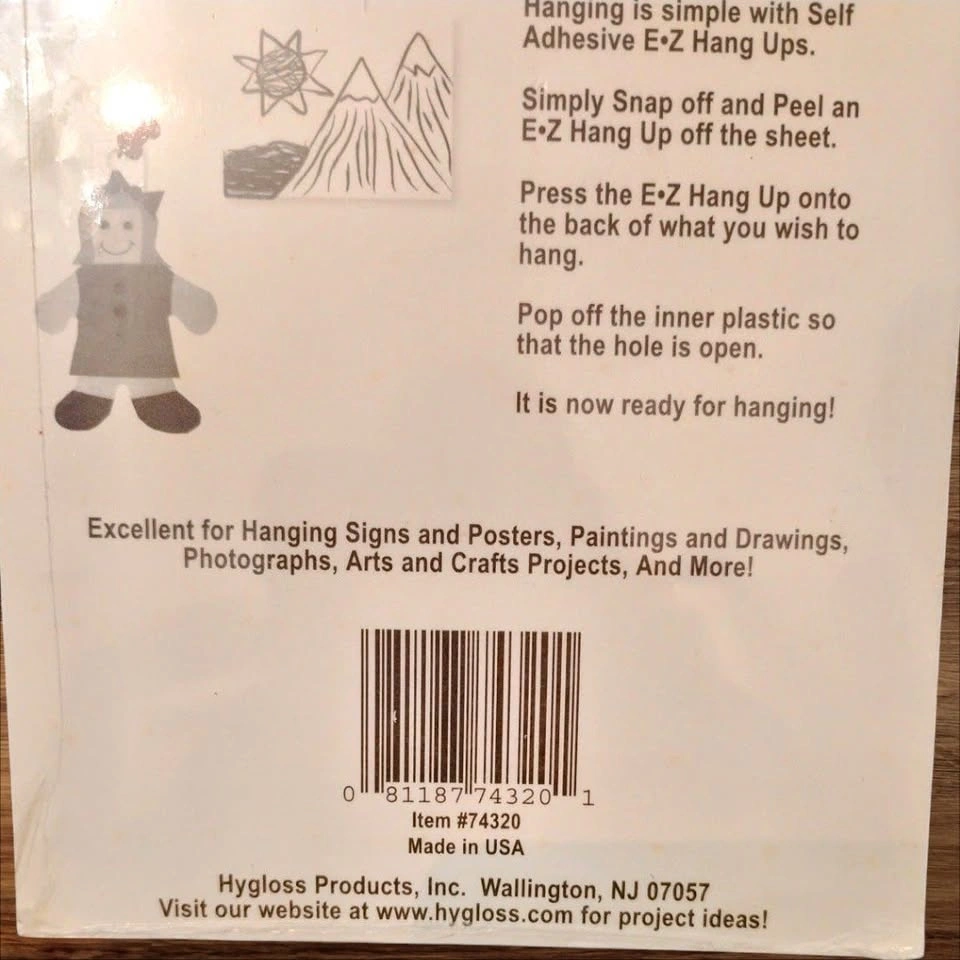 Hanging is simple with Self
Adhesive E•Z Hang Ups.
Simply Snap off and Peel an
E•Z Hang Up off the sheet.
Press the E•Z Hang Up onto
the back of what you wish to
hang.
Pop off the inner plastic so
that the hole is open.
It is now ready for hanging!
Excellent for Hanging Signs and Posters, Paintings and Drawings,
Photographs, Arts and Crafts Projects, And More!
0 81187 74320 1
Item #74320
Made in USA
Hygloss Products, Inc. Wallington, NJ 07057
Visit our website at www.hygloss.com for project ideas!